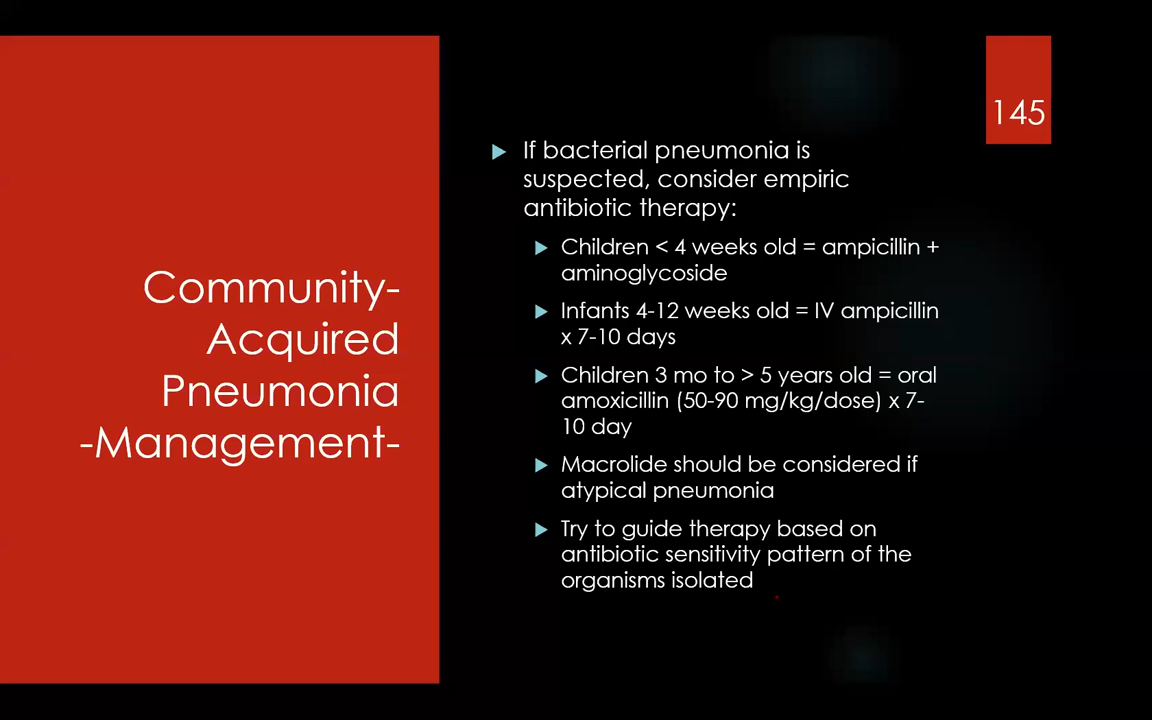 145
Community-
Acquired
Pneumonia
-Management-
If bacterial pneumonia is
suspected, consider empiric
antibiotic therapy:
Children < 4 weeks old = ampicillin +
aminoglycoside
Infants 4-12 weeks old = IV ampicillin
x 7-10 days
Children 3 mo to > 5 years old = oral
amoxicillin (50-90 mg/kg/dose) x 7-
10 day
Macrolide should be considered if
atypical pneumonia
Try to guide therapy based on
antibiotic sensitivity pattern of the
organisms isolated